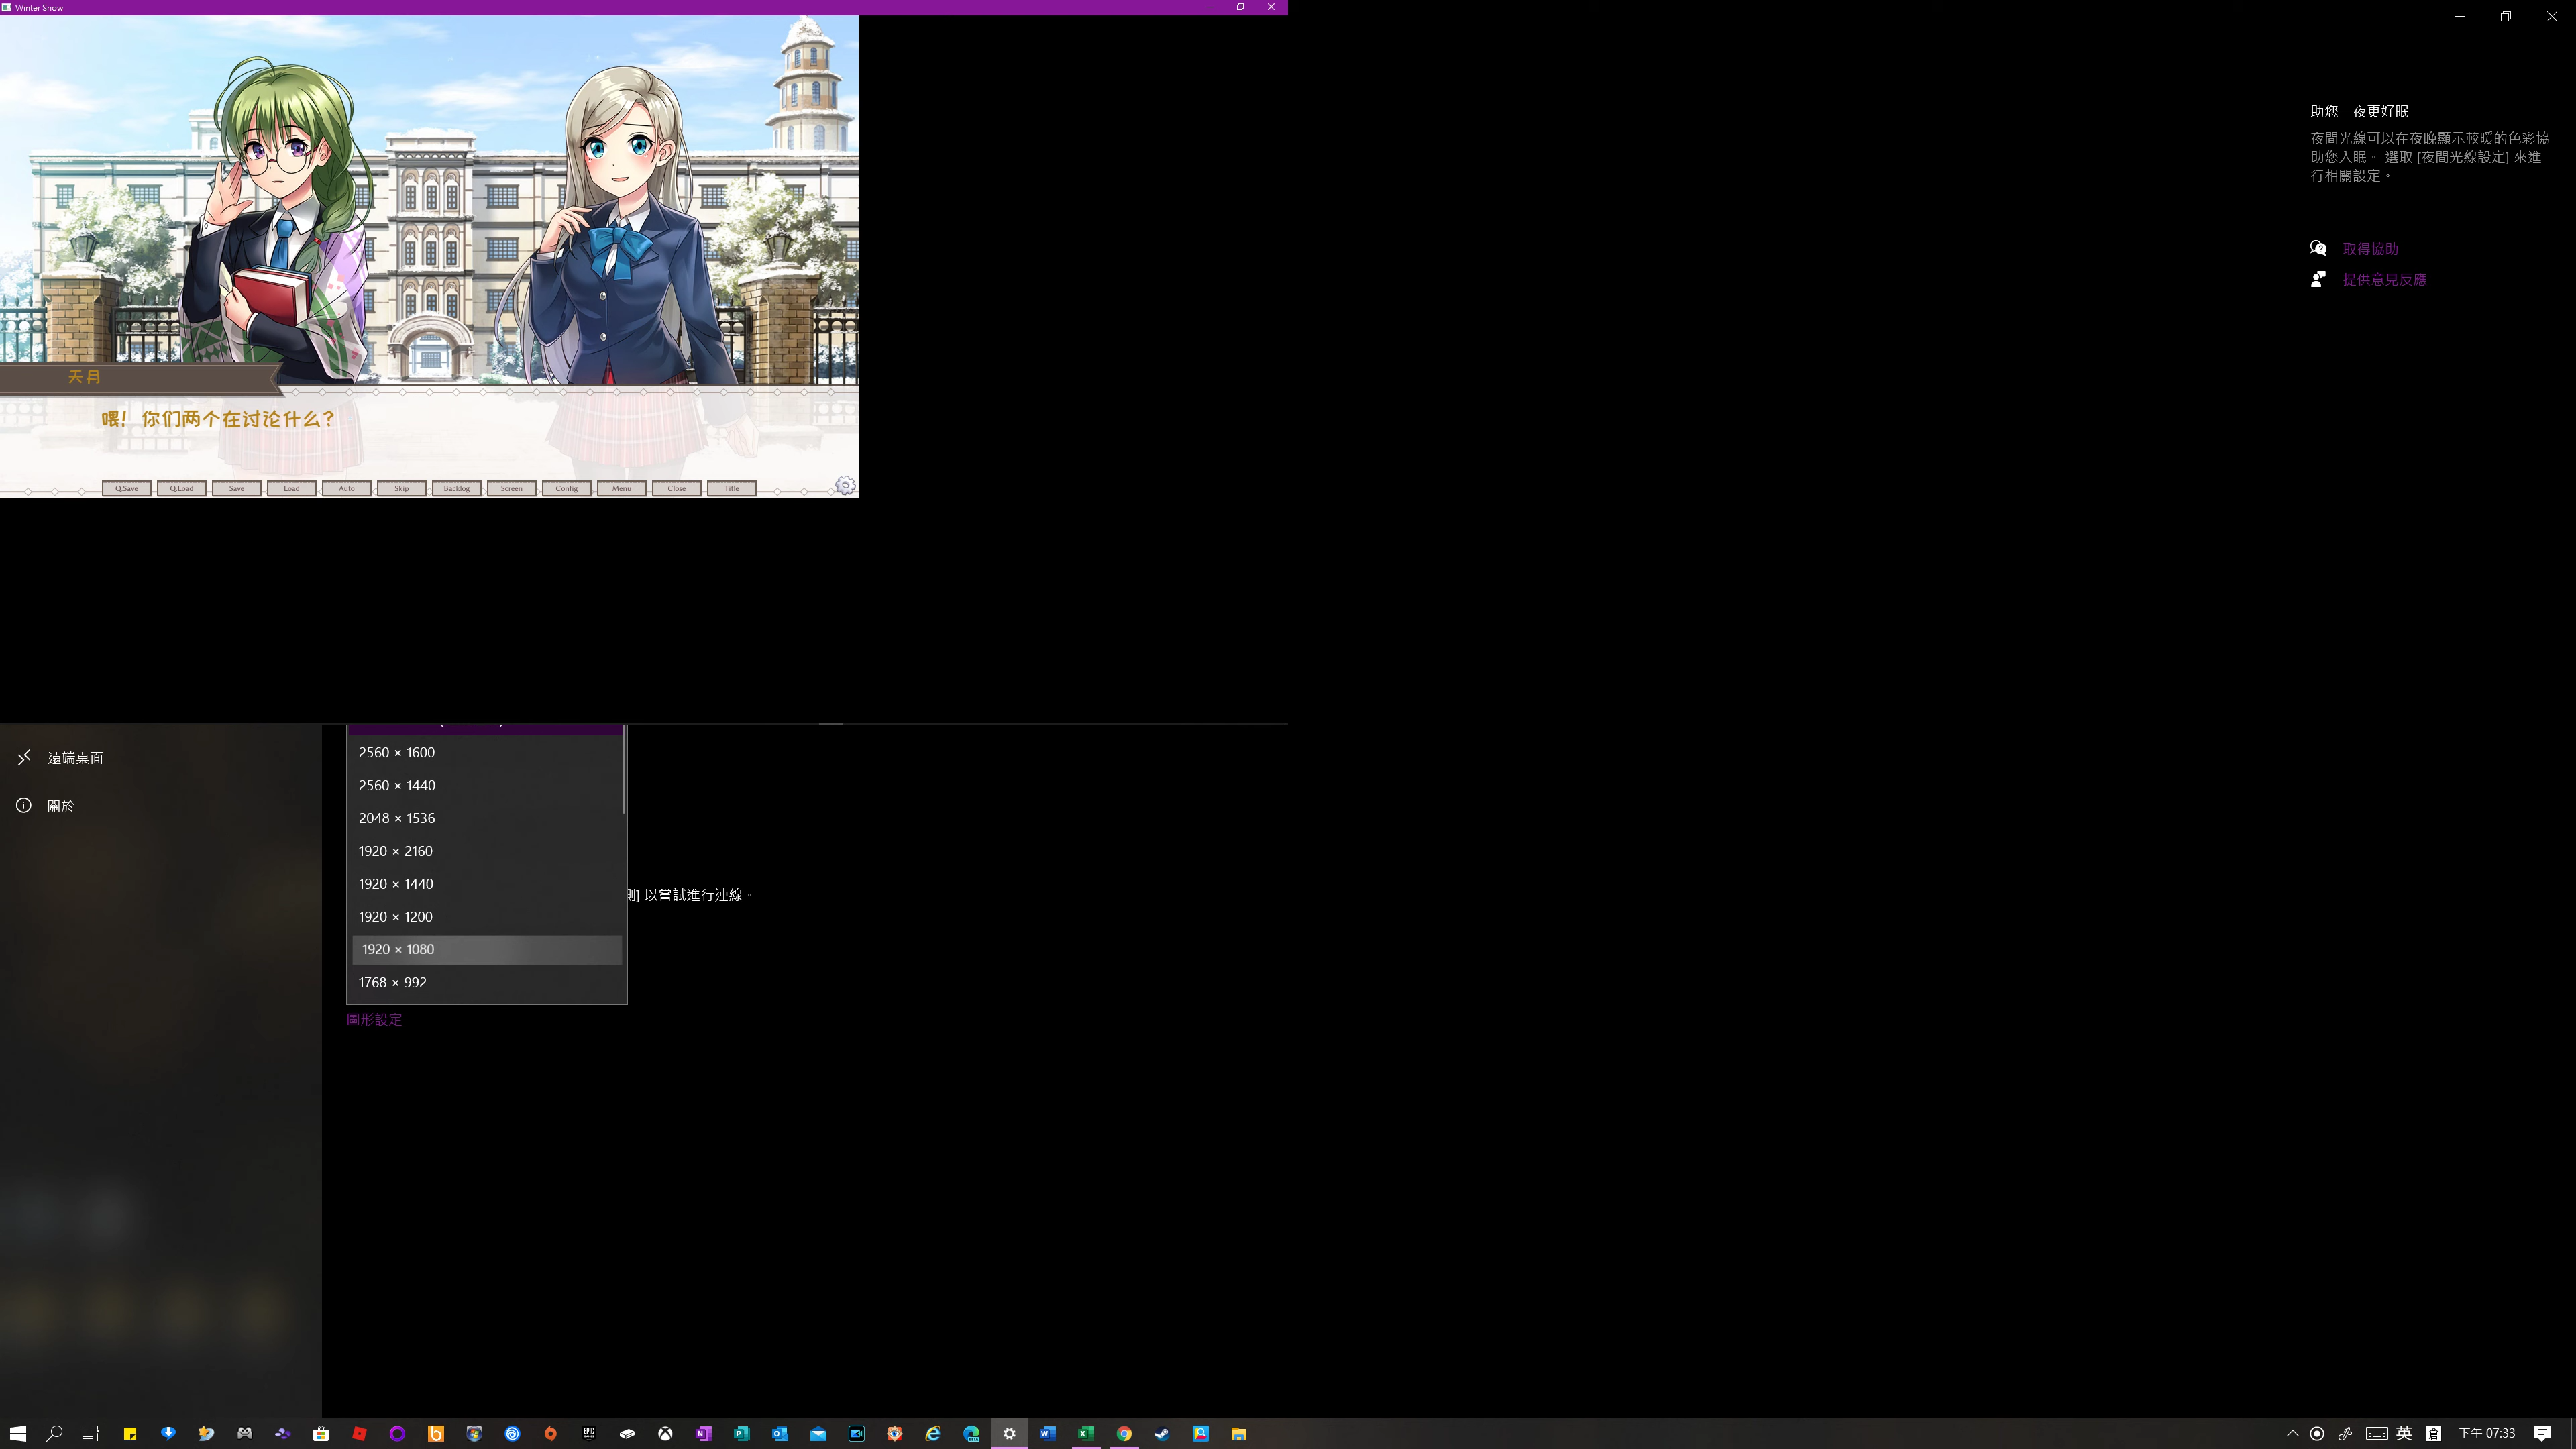 Winter Snow
天月
喂！你们两个在讨论什么？
Q.Save Q.Load Save Load Auto Skip Backlog Screen Config Menu Close Title
助您一夜更好眠
夜間光線可以在夜晚顯示較暖的色彩協
助您入眠。 選取 [夜間光線設定] 來進
行相關設定。
取得協助
提供意見反應
遠端桌面
關於
2560 × 1600
2560 × 1440
2048 × 1536
1920 × 2160
1920 × 1440
1920 × 1200
1920 × 1080
1768 × 992
] 以嘗試進行連線。
圖形設定
EPIC
英
倉
下午 07:33